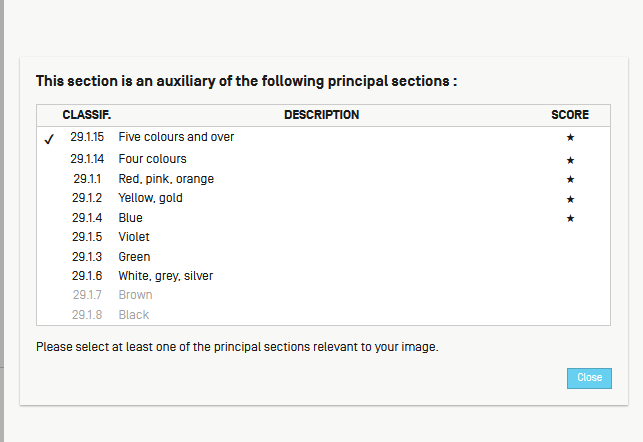 This section is an auxiliary of the following principal sections :
CLASSIF. DESCRIPTION SCORE
✓ 29.1.15 Five colours and over ★
29.1.14 Four colours ★
29.1.1 Red, pink, orange ★
29.1.2 Yellow, gold ★
29.1.4 Blue ★
29.1.5 Violet
29.1.3 Green
29.1.6 White, grey, silver
29.1.7 Brown
29.1.8 Black
Please select at least one of the principal sections relevant to your image.
Close